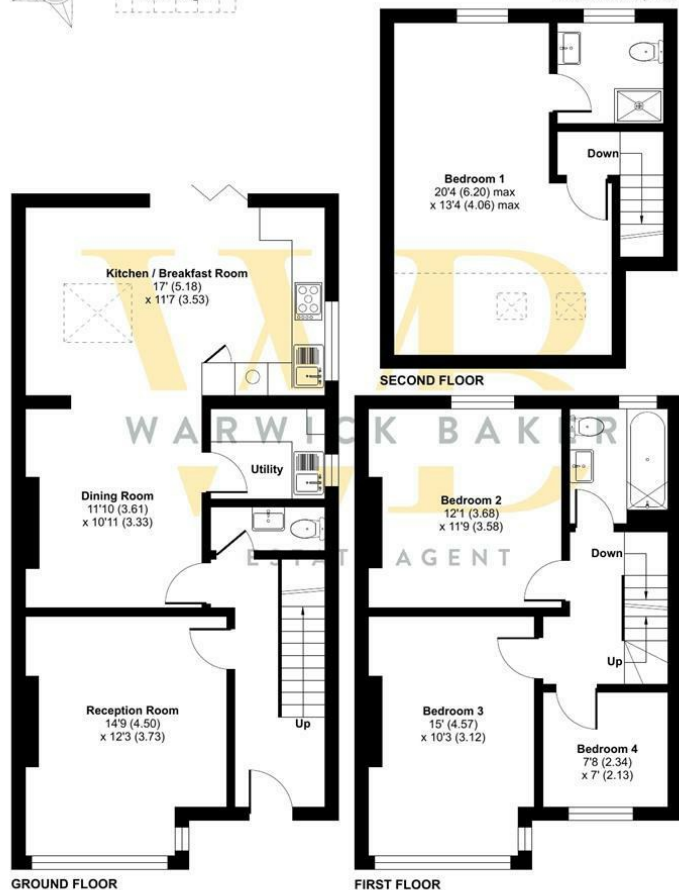 Bedroom 1
20'4 (6.20) max
x 13'4 (4.06) max
Down
SECOND FLOOR
Kitchen / Breakfast Room
17' (5.18)
x 11'7 (3.53)
WB
WARWICK BAKER
ESTATE AGENT
Utility
Dining Room
11'10 (3.61)
x 10'11 (3.33)
Reception Room
14'9 (4.50)
x 12'3 (3.73)
Up
GROUND FLOOR
Bedroom 2
12'1 (3.68)
x 11'9 (3.58)
Down
Up
Bedroom 3
15' (4.57)
x 10'3 (3.12)
Bedroom 4
7'8 (2.34)
x 7' (2.13)
FIRST FLOOR